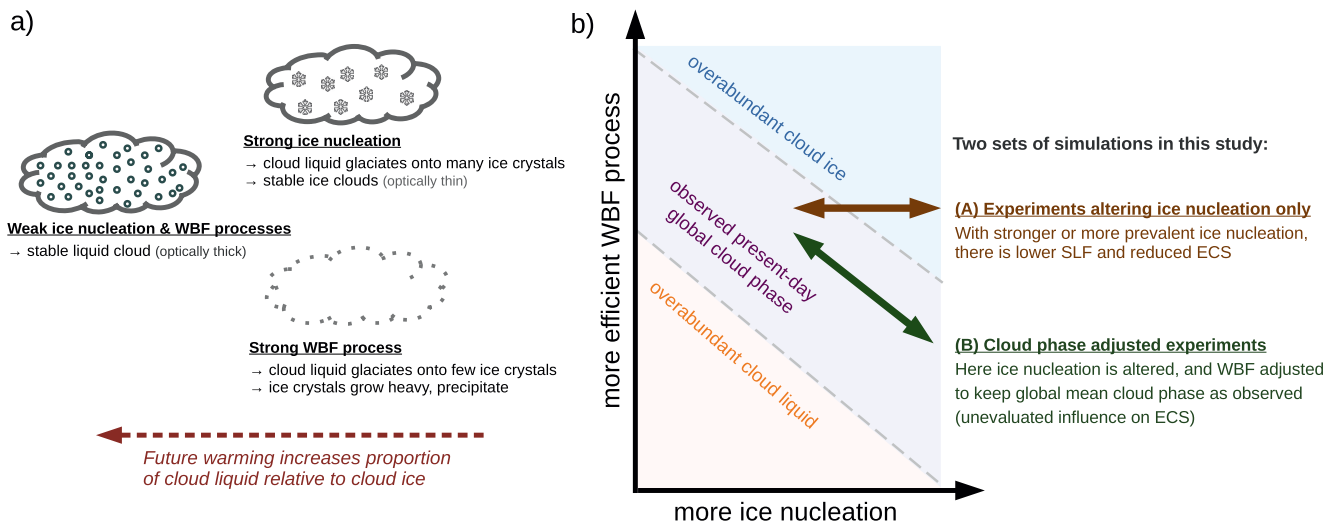 a)
Strong ice nucleation
→ cloud liquid glaciates onto many ice crystals
→ stable ice clouds (optically thin)
Weak ice nucleation & WBF processes
→ stable liquid cloud (optically thick)
Strong WBF process
→ cloud liquid glaciates onto few ice crystals
→ ice crystals grow heavy, precipitate
Future warming increases proportion
of cloud liquid relative to cloud ice
b)
more efficient WBF process
overabundant cloud ice
observed present-day
global cloud phase
overabundant cloud liquid
more ice nucleation
Two sets of simulations in this study:
(A) Experiments altering ice nucleation only
With stronger or more prevalent ice nucleation,
there is lower SLF and reduced ECS
(B) Cloud phase adjusted experiments
Here ice nucleation is altered, and WBF adjusted
to keep global mean cloud phase as observed
(unevaluated influence on ECS)